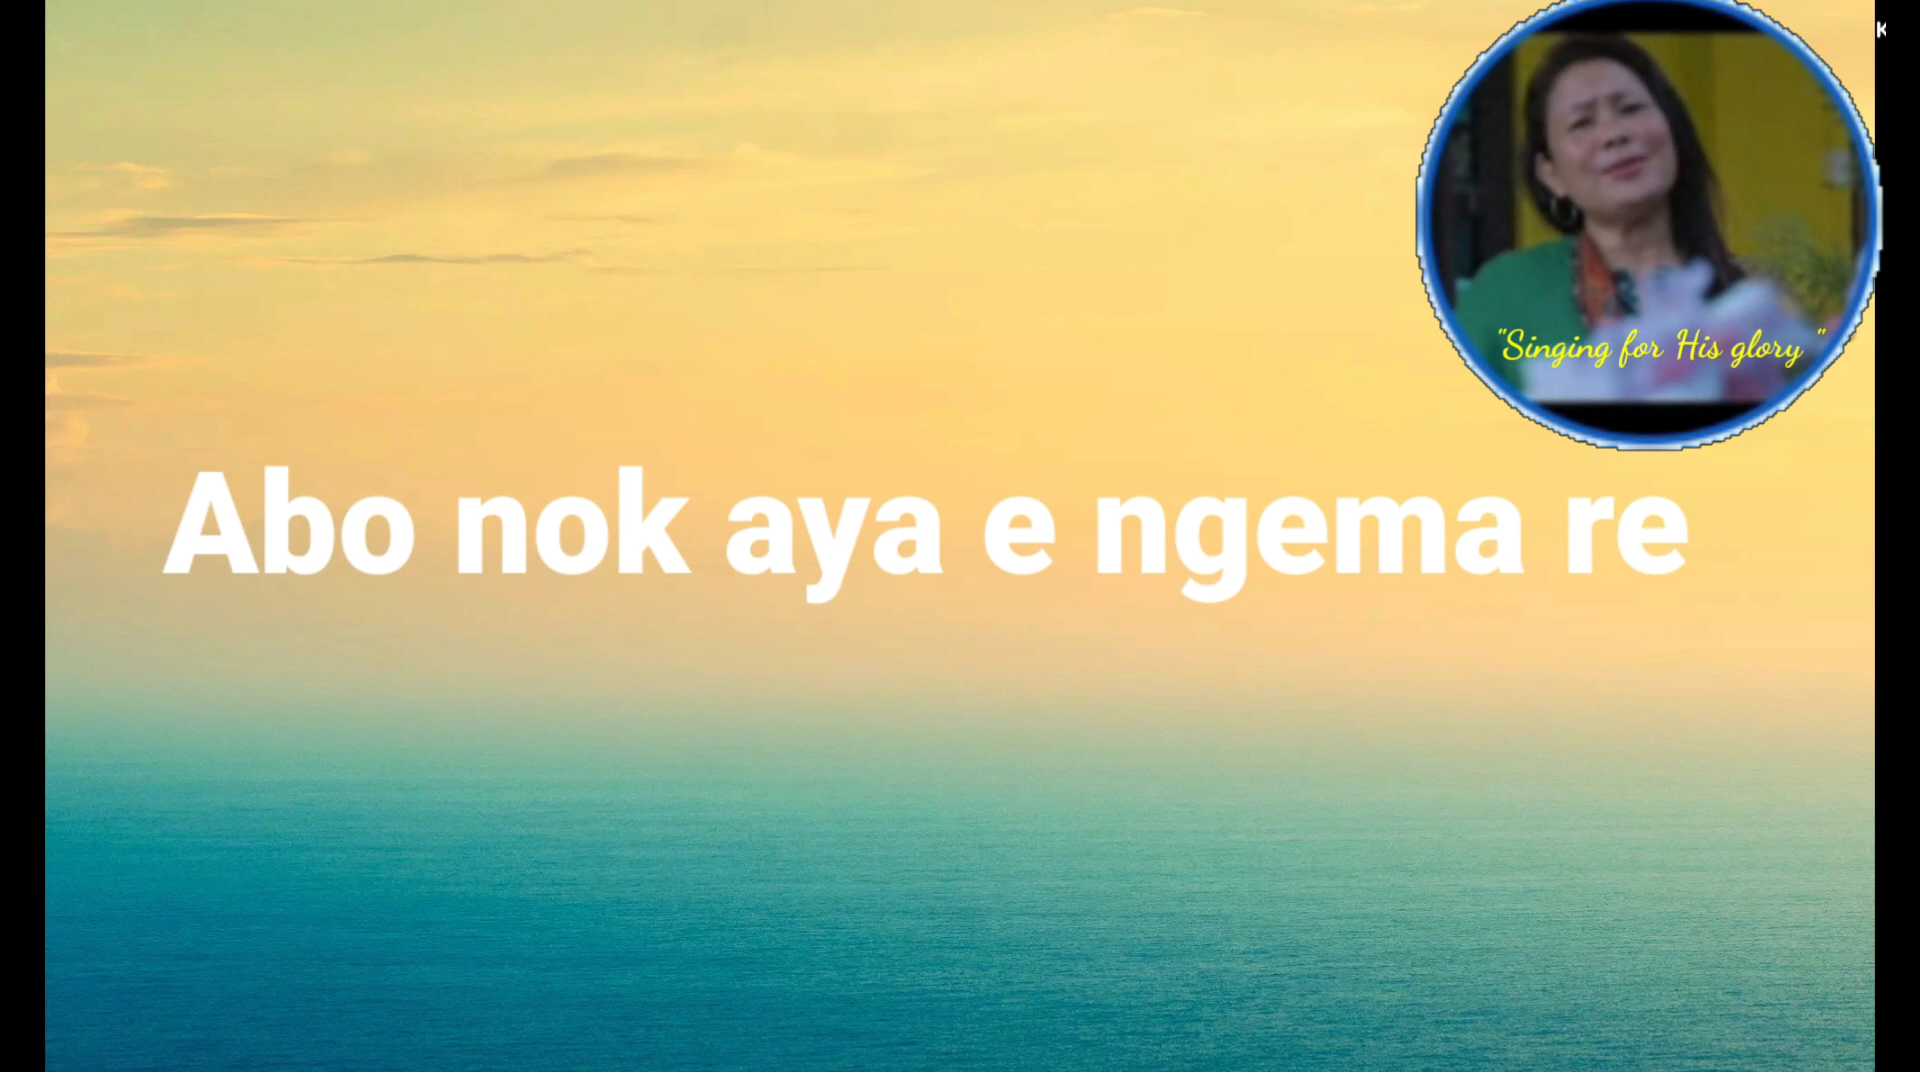 K
"Singing for His glory "
Abo nok aya e ngema re